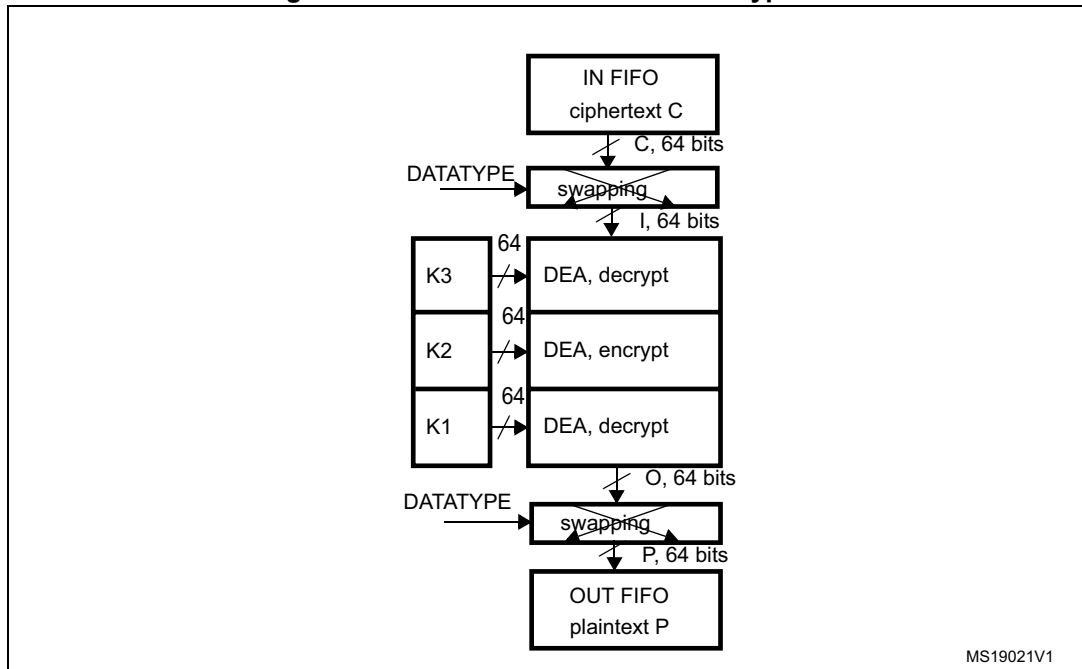 IN FIFO
ciphertext C
C, 64 bits
DATATYPE
swapping
I, 64 bits
64
K3
DEA, decrypt
64
K2
DEA, encrypt
64
K1
DEA, decrypt
O, 64 bits
DATATYPE
swapping
P, 64 bits
OUT FIFO
plaintext P
MS19021V1